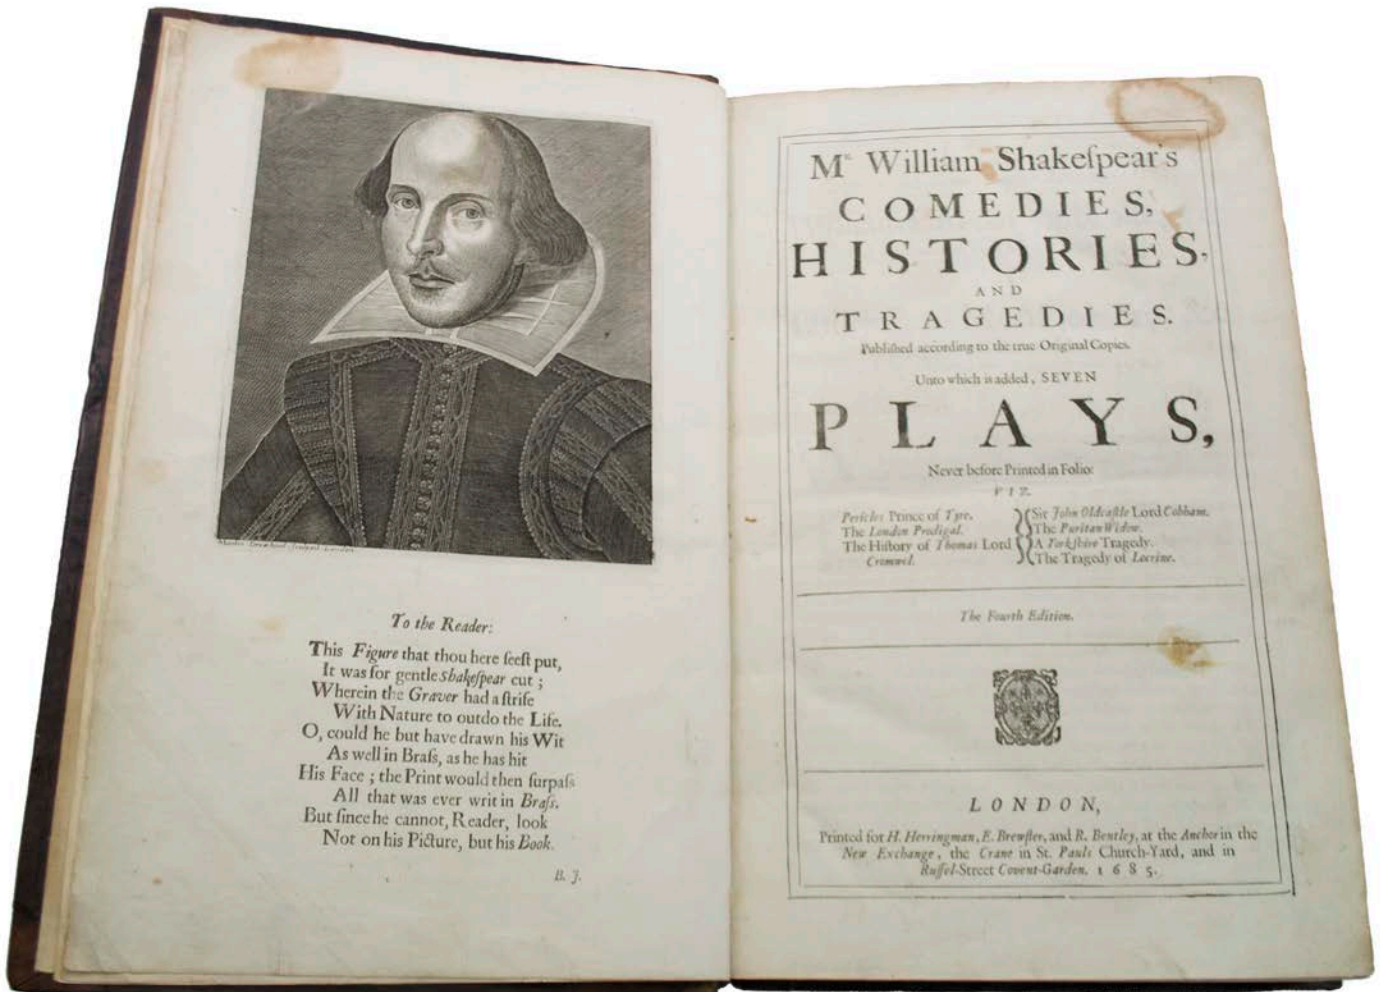 Martin Droeshout Sculpsit London
To the Reader:
This Figure that thou here ſeeſt put,
It was for gentle Shakeſpear cut ;
Wherein the Graver had a ſtrife
With Nature to outdo the Life.
O, could he but have drawn his Wit
As well in Braſs, as he has hit
His Face ; the Print would then ſurpaſs
All that was ever writ in Braſs.
But ſince he cannot, Reader, look
Not on his Picture, but his Book.
B. J.
Mr. William Shakeſpear's
COMEDIES,
HISTORIES,
AND
TRAGEDIES.
Publiſhed according to the true Original Copies.
Unto which is added, SEVEN
PLAYS,
Never before Printed in Folio:
VIZ.
Pericles Prince of Tyre.
The London Prodigal.
The Hiſtory of Thomas Lord
Cromwel.
Sir John Oldcaſtle Lord Cobham.
The Puritan Widow.
A Yorkſhire Tragedy.
The Tragedy of Locrine.
The Fourth Edition.
LONDON,
Printed for H. Herringman, E. Brewſter, and R. Bentley, at the Anchor in the
New Exchange, the Crane in St. Pauls Church-Yard, and in
Ruſſel-Street Covent-Garden. 1685.